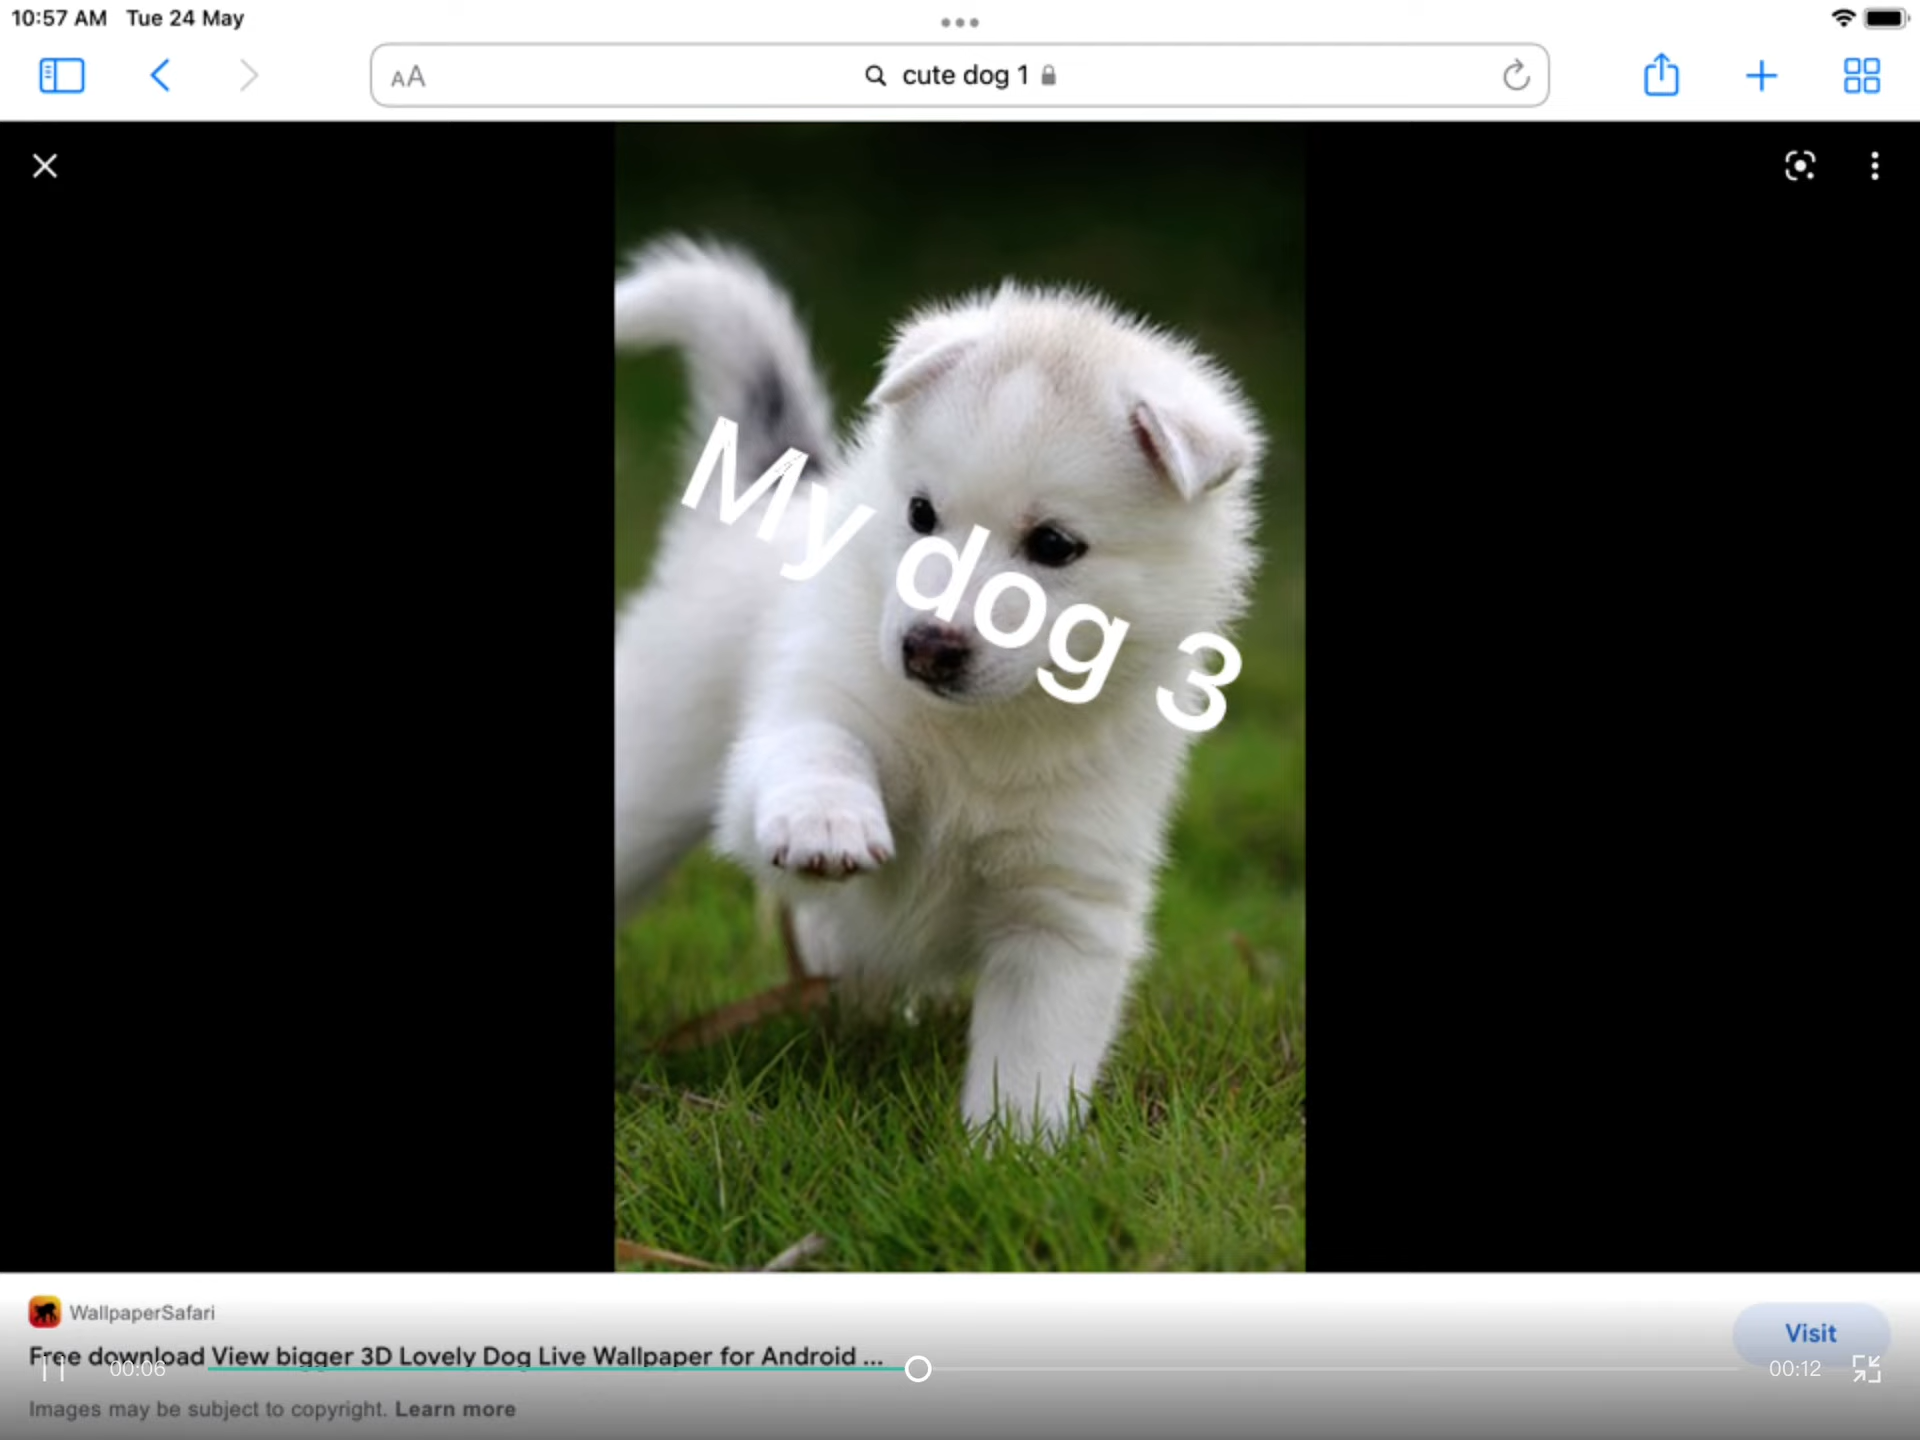 10:57 AM Tue 24 May
AA cute dog 1
My dog 3
WallpaperSafari
Visit
Free download View bigger 3D Lovely Dog Live Wallpaper for Android ...
00:06
00:12
Images may be subject to copyright. Learn more